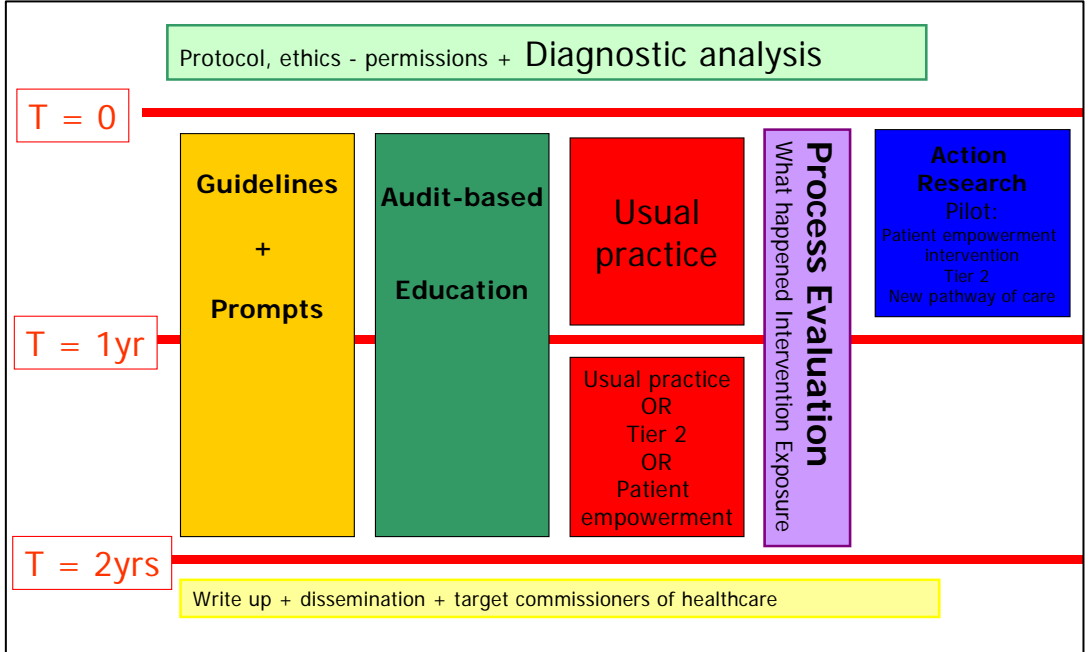 Protocol, ethics - permissions + Diagnostic analysis
T = 0
Guidelines
+
Prompts
Audit-based
Education
Usual
practice
Process Evaluation
What happened Intervention Exposure
Action
Research
Pilot:
Patient empowerment
intervention
Tier 2
New pathway of care
T = 1yr
Usual practice
OR
Tier 2
OR
Patient
empowerment
T = 2yrs
Write up + dissemination + target commissioners of healthcare